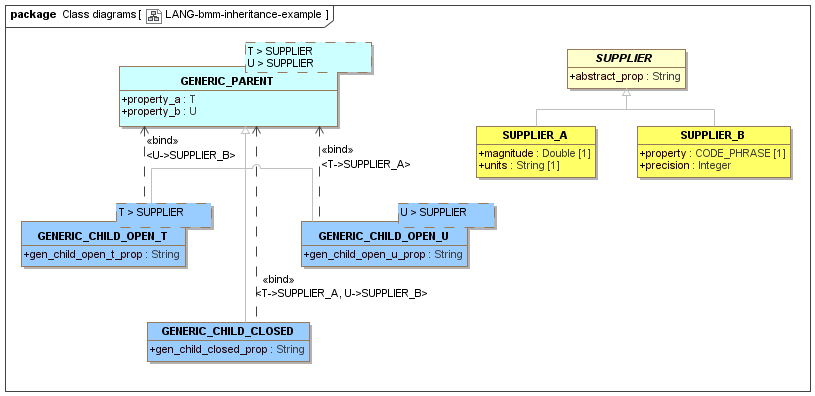 package Class diagrams [ LANG-bmm-inheritance-example ]
T > SUPPLIER
U > SUPPLIER
GENERIC_PARENT
+property_a : T
+property_b : U
SUPPLIER
+abstract_prop : String
SUPPLIER_A
+magnitude : Double [1]
+units : String [1]
SUPPLIER_B
+property : CODE_PHRASE [1]
+precision : Integer
«bind»
<U->SUPPLIER_B>
«bind»
<T->SUPPLIER_A>
T > SUPPLIER
GENERIC_CHILD_OPEN_T
+gen_child_open_t_prop : String
U > SUPPLIER
GENERIC_CHILD_OPEN_U
+gen_child_open_u_prop : String
«bind»
<T->SUPPLIER_A, U->SUPPLIER_B>
GENERIC_CHILD_CLOSED
+gen_child_closed_prop : String